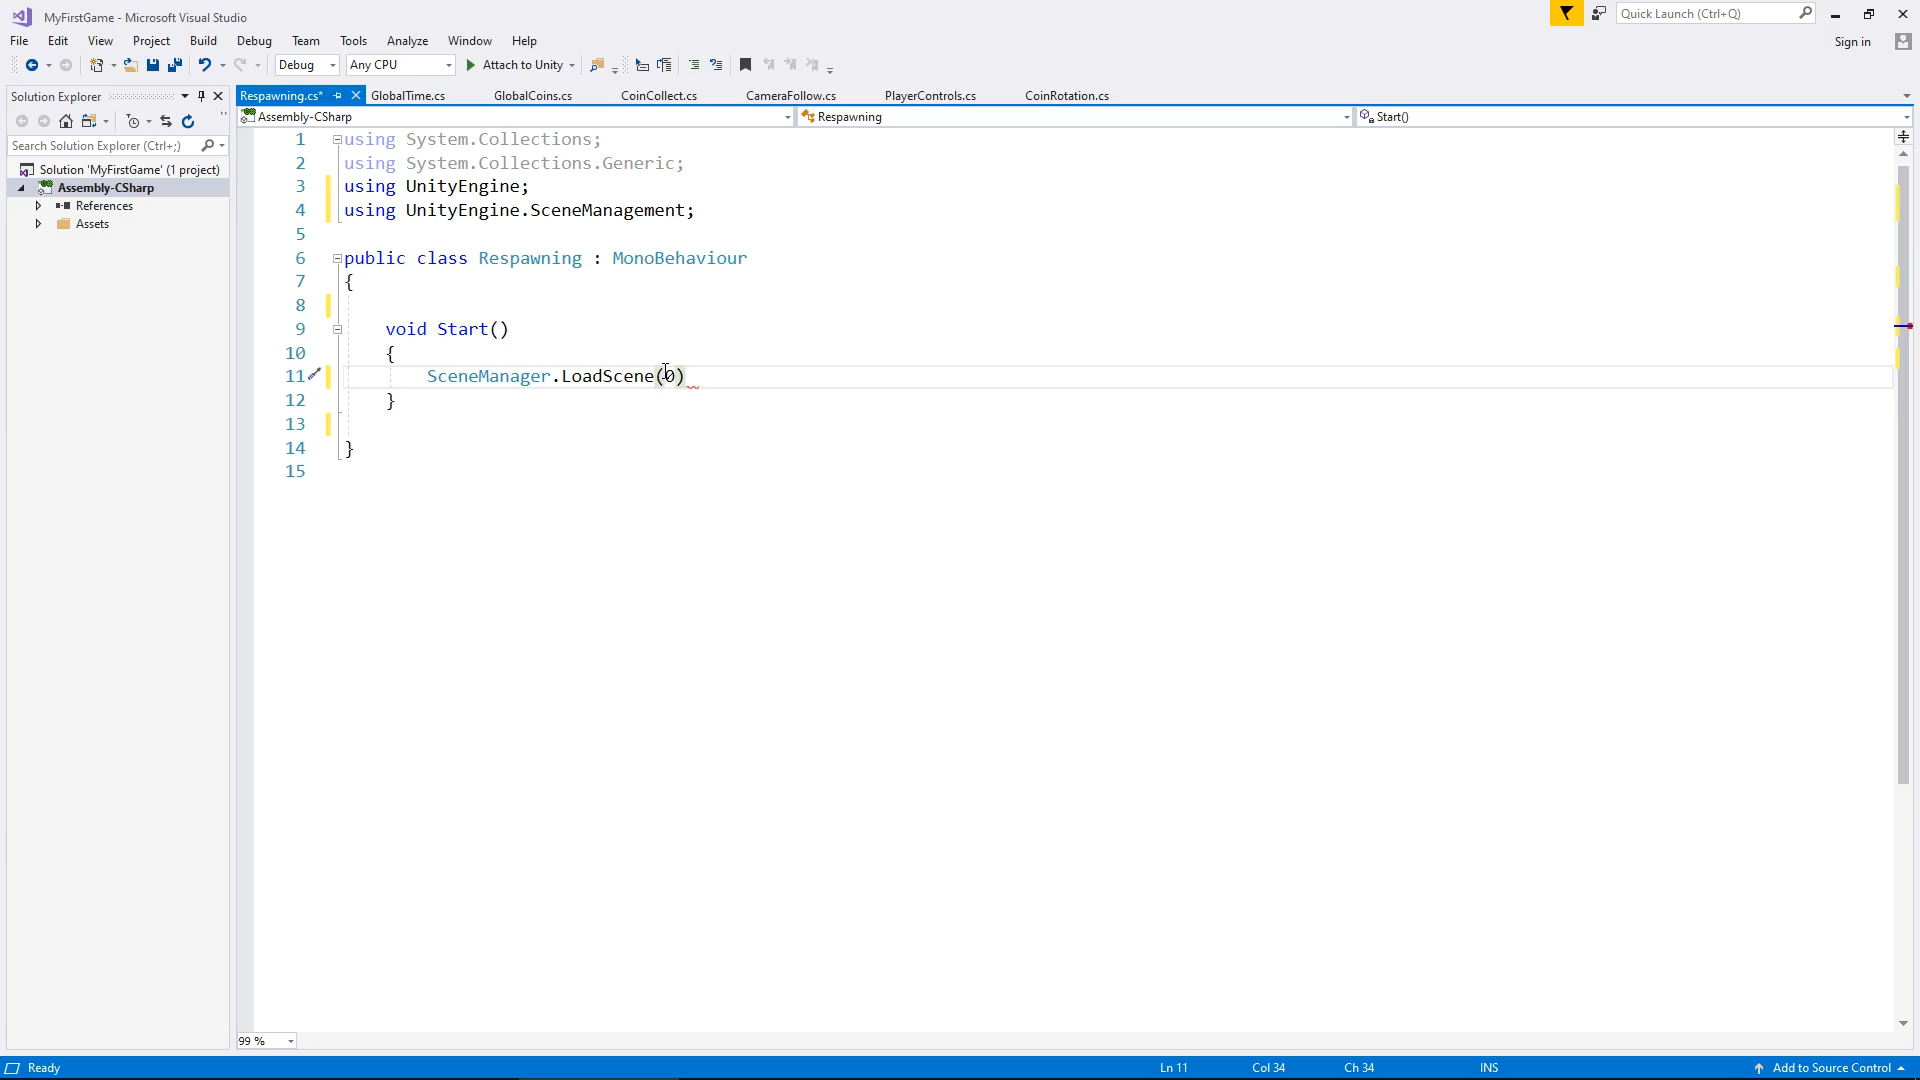 MyFirstGame - Microsoft Visual Studio
Quick Launch (Ctrl+Q)
File Edit View Project Build Debug Team Tools Analyze Window Help
Sign in
Debug Any CPU Attach to Unity
Solution Explorer
Respawning.cs* GlobalTime.cs GlobalCoins.cs CoinCollect.cs CameraFollow.cs PlayerControls.cs CoinRotation.cs
Assembly-CSharp Respawning Start()
Search Solution Explorer (Ctrl+;)
Solution 'MyFirstGame' (1 project)
Assembly-CSharp
References
Assets
1 using System.Collections;
2 using System.Collections.Generic;
3 using UnityEngine;
4 using UnityEngine.SceneManagement;
5
6 public class Respawning : MonoBehaviour
7 {
8
9 void Start()
10 {
11 SceneManager.LoadScene(0)
12 }
13
14 }
15
99 %
Ready Ln 11 Col 34 Ch 34 INS Add to Source Control